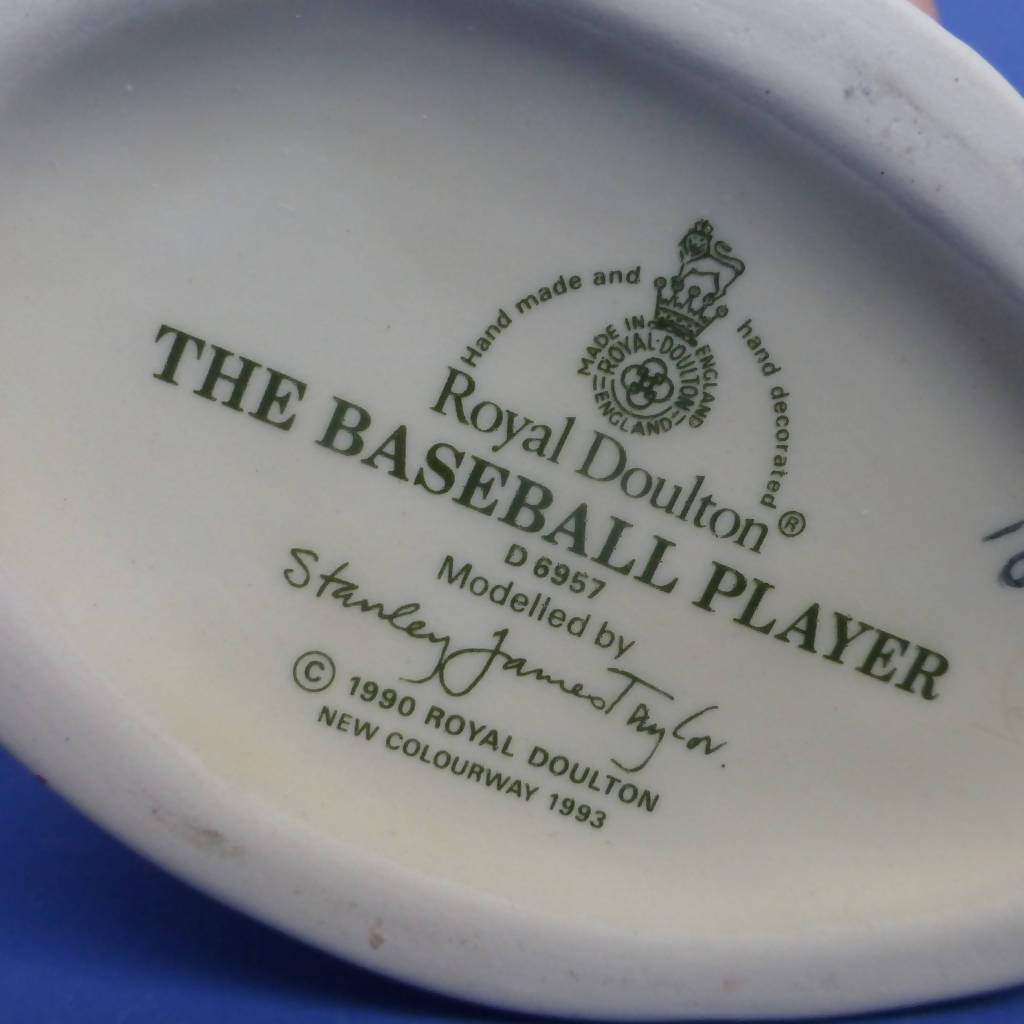 Hand made and hand decorated
MADE IN ENGLAND
ROYAL·DOULTON
ENGLAND
Royal Doulton®
THE BASEBALL PLAYER
D 6957
Modelled by
Stanley James Taylor.
© 1990 ROYAL DOULTON
NEW COLOURWAY 1993